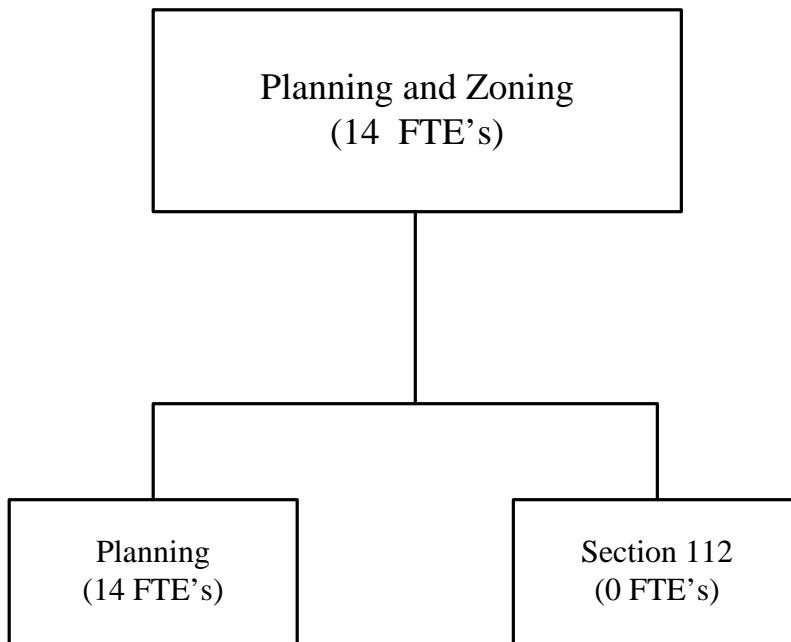 Planning and Zoning
(14  FTE’s)
Planning
(14 FTE’s)
Section 112
(0 FTE’s)